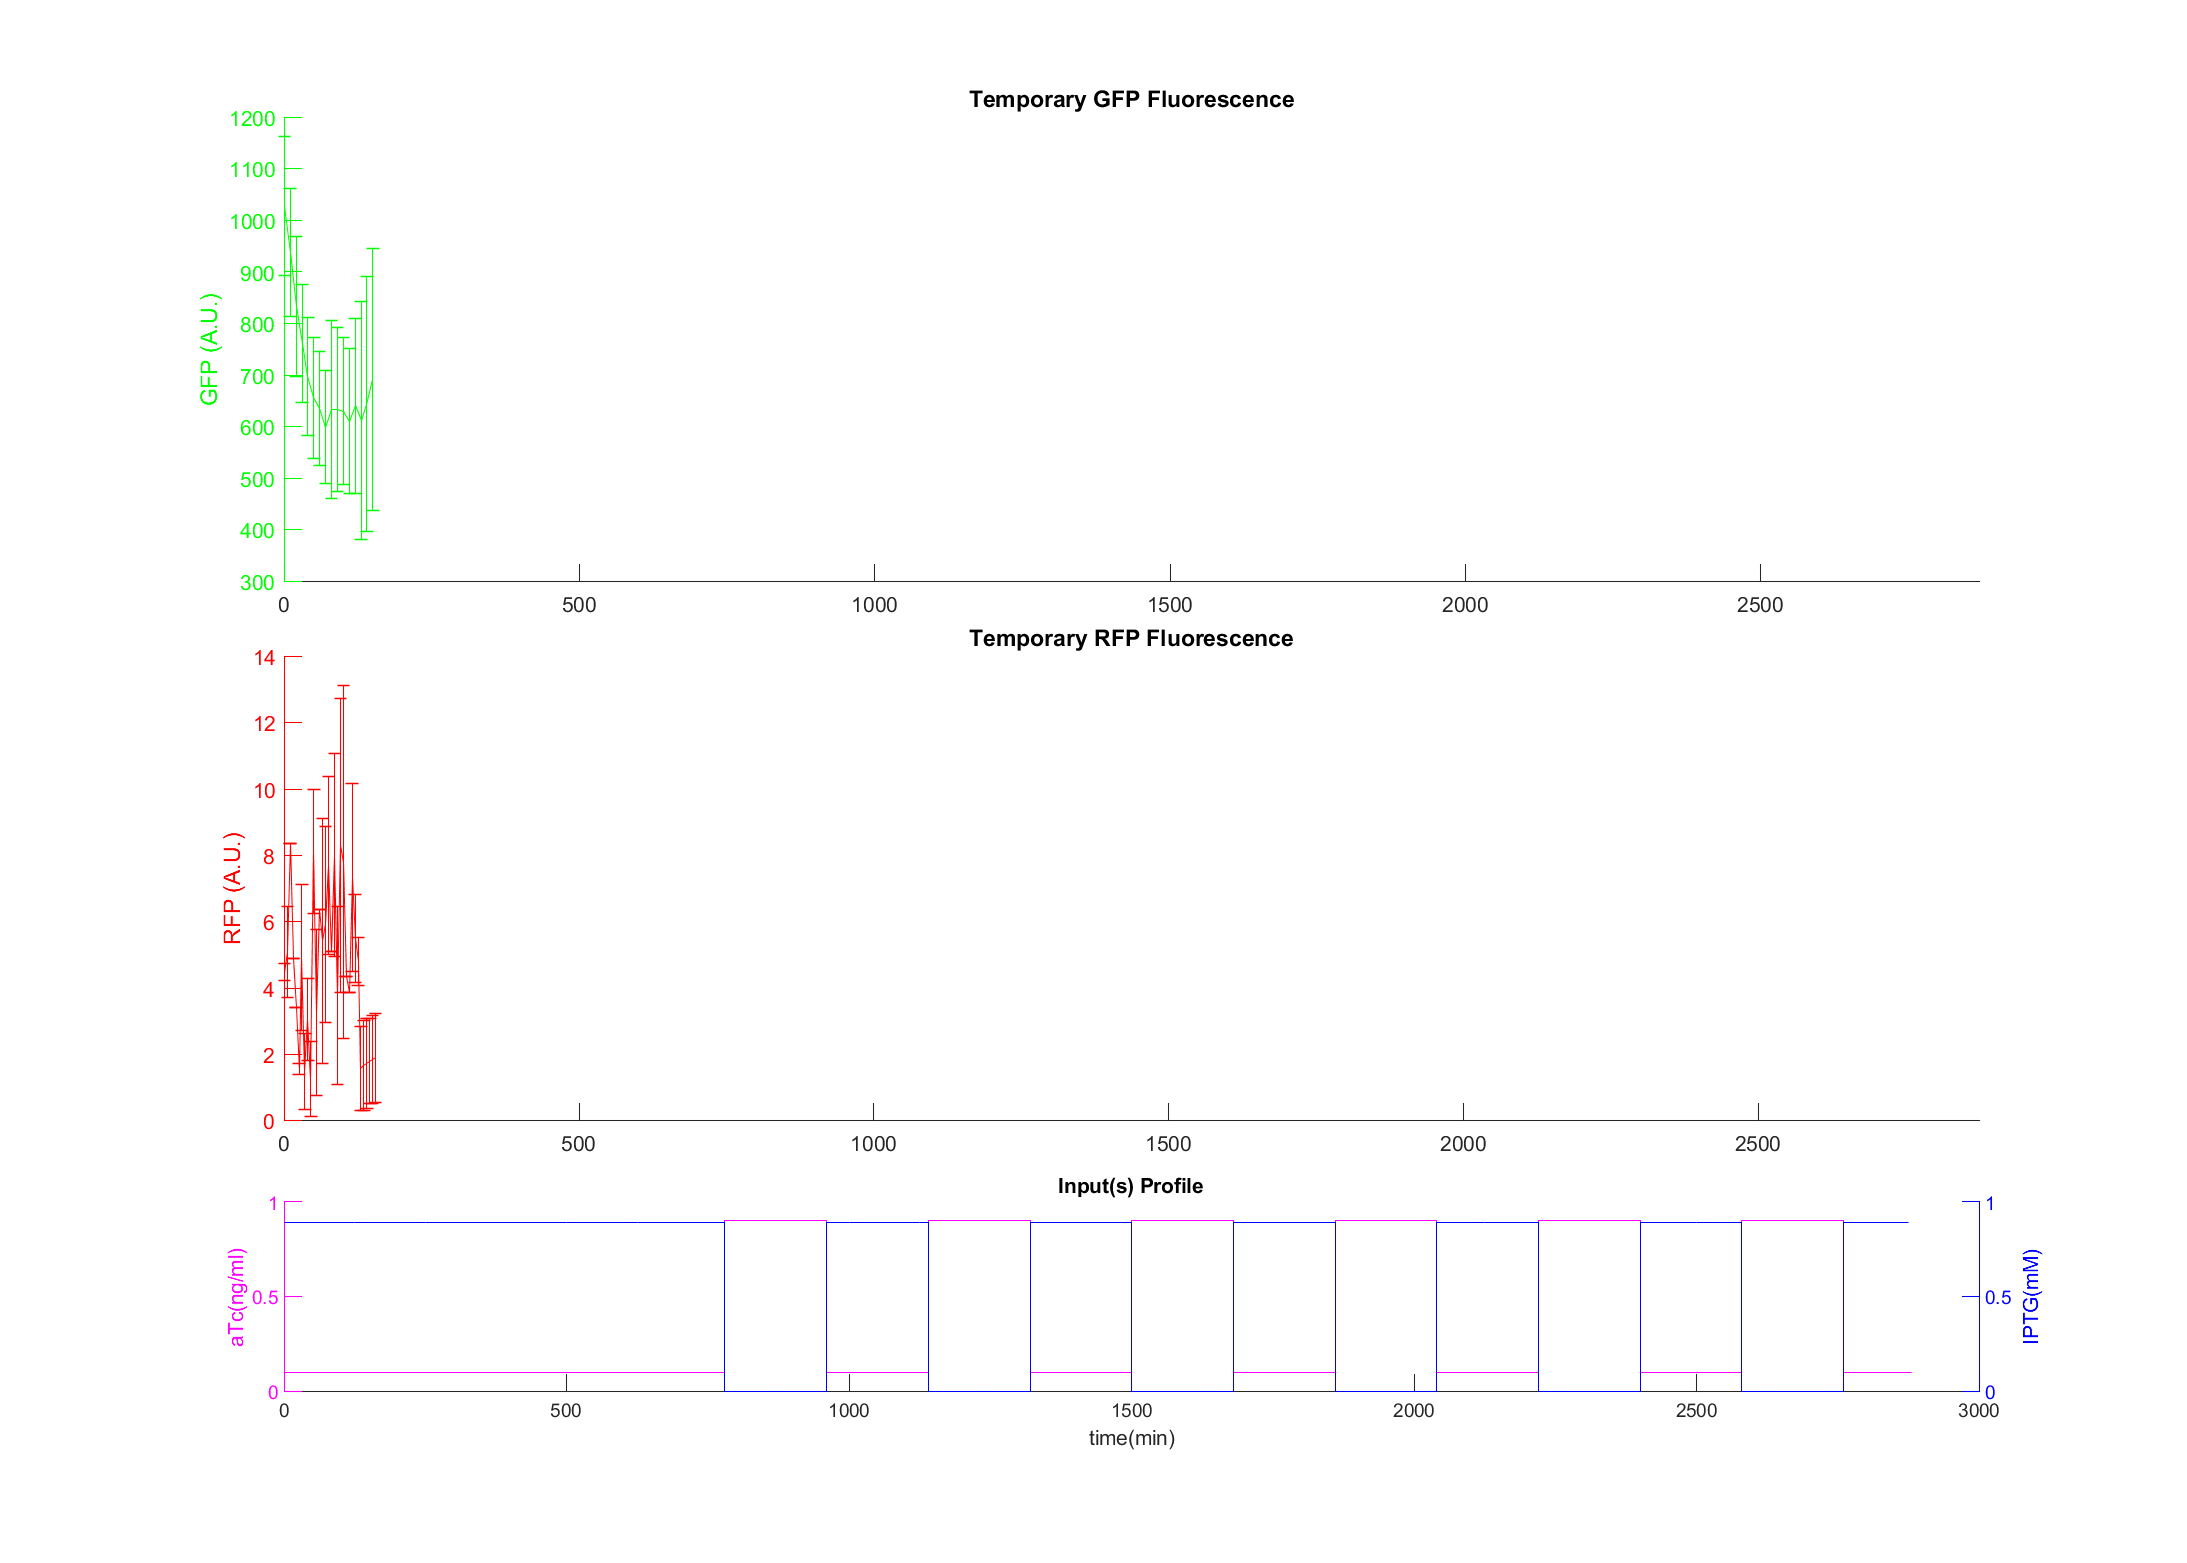 Temporary GFP Fluorescence
1200
1100
1000
900
800
700
600
500
400
300
GFP (A.U.)
0 500 1000 1500 2000 2500
Temporary RFP Fluorescence
14
12
10
8
6
4
2
0
RFP (A.U.)
0 500 1000 1500 2000 2500
Input(s) Profile
1
0.5
0
aTc(ng/ml)
1
0.5
0
IPTG(mM)
0 500 1000 1500 2000 2500 3000
time(min)